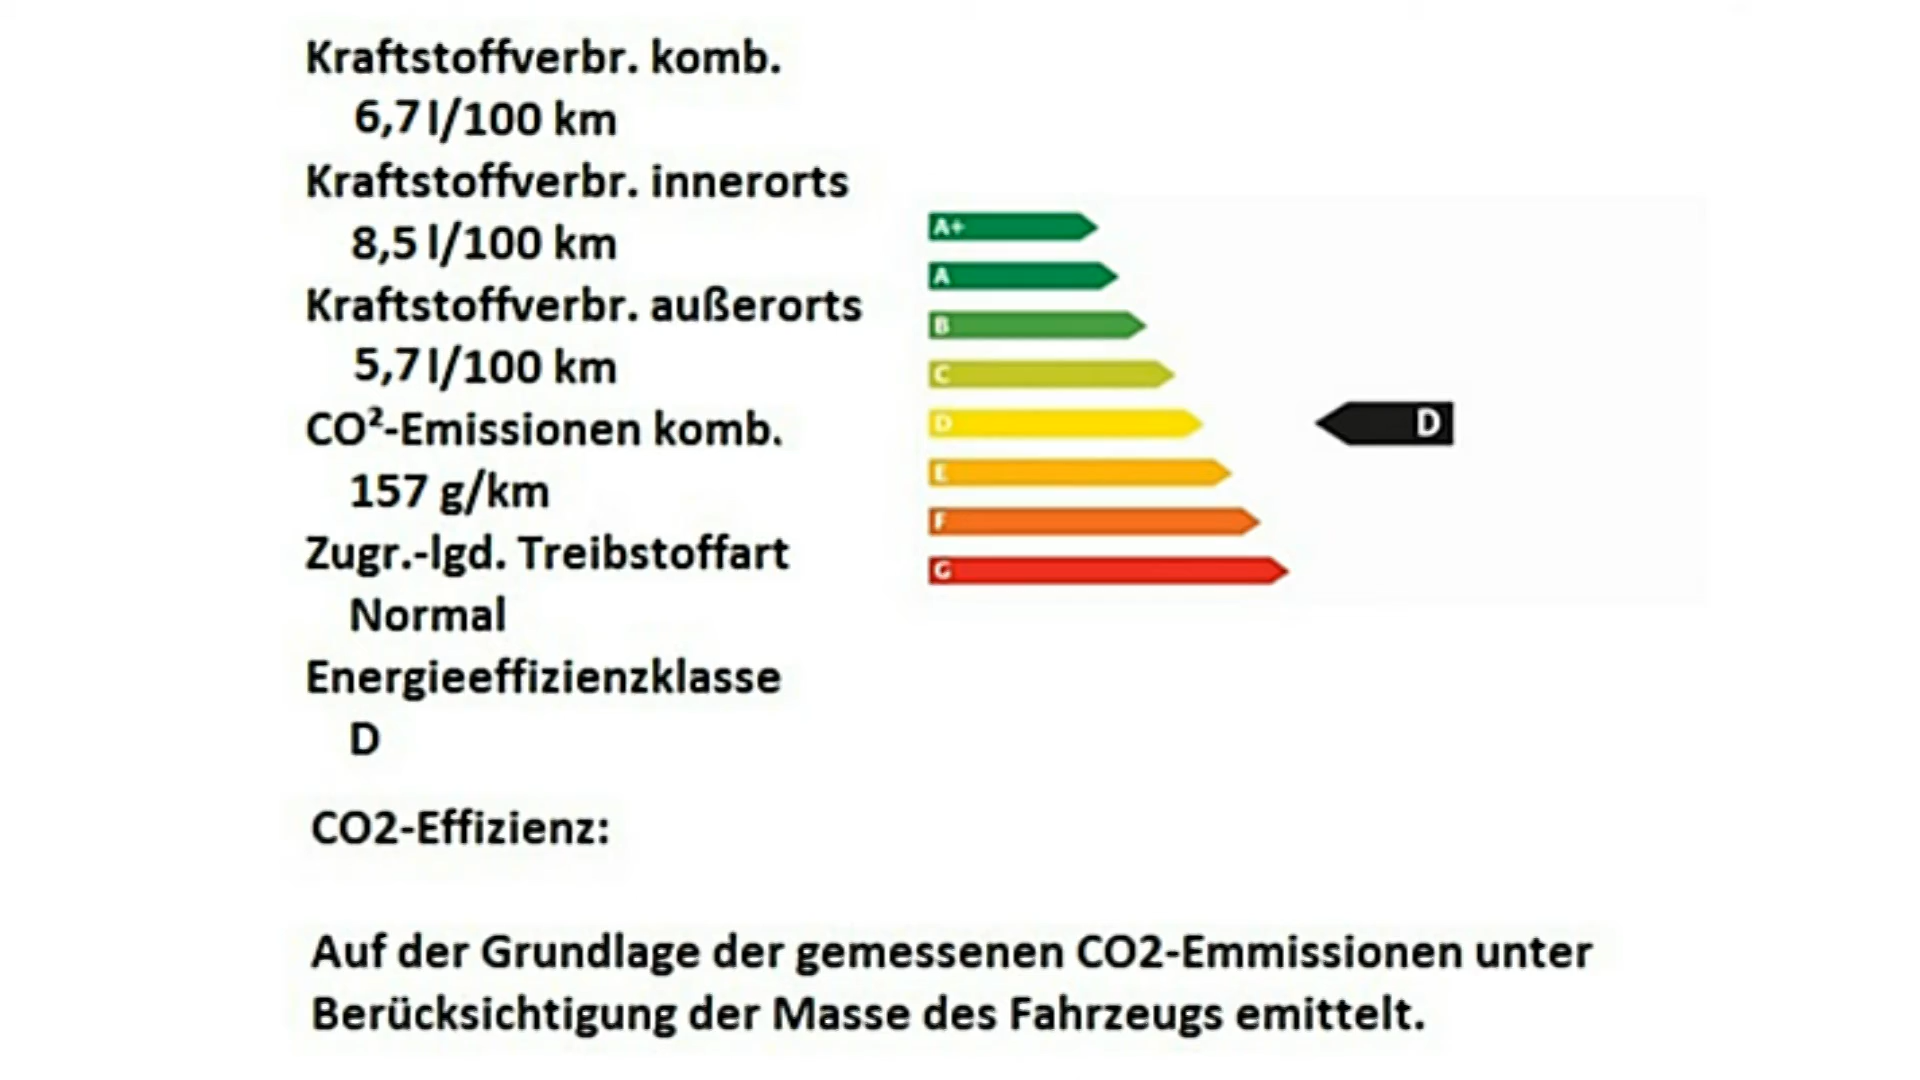 Kraftstoffverbr. komb.
6,7 l/100 km
Kraftstoffverbr. innerorts
8,5 l/100 km
Kraftstoffverbr. außerorts
5,7 l/100 km
CO²-Emissionen komb.
157 g/km
Zugr.-lgd. Treibstoffart
Normal
Energieeffizienzklasse
D
A+
A
B
C
D
D
E
F
G
CO2-Effizienz:
Auf der Grundlage der gemessenen CO2-Emmissionen unter
Berücksichtigung der Masse des Fahrzeugs emittelt.